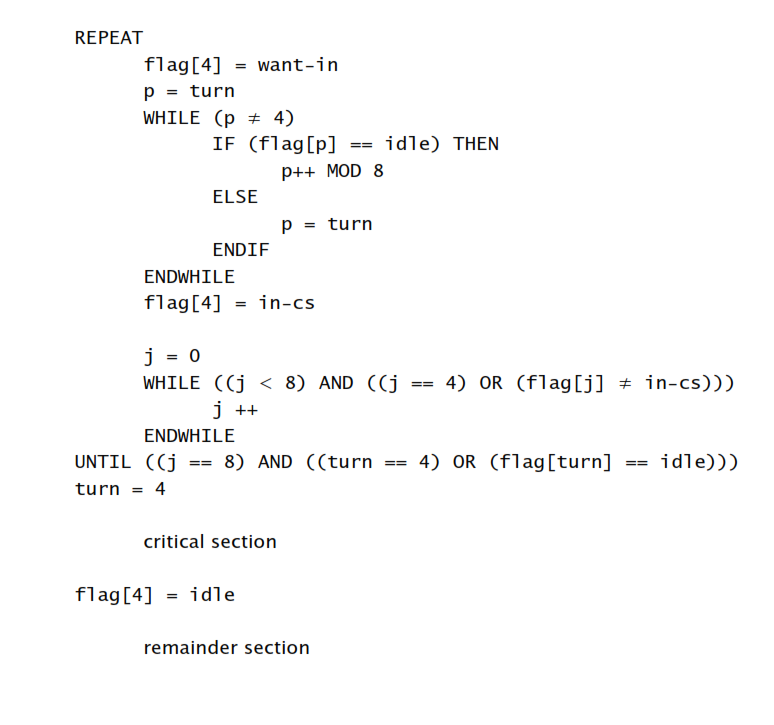 REPEAT
flag[4] = want-in
p = turn
WHILE (p ≠ 4)
IF (flag[p] == idle) THEN
p++ MOD 8
ELSE
p = turn
ENDIF
ENDWHILE
flag[4] = in-cs
j = 0
WHILE ((j < 8) AND ((j == 4) OR (flag[j] ≠ in-cs)))
j ++
ENDWHILE
UNTIL ((j == 8) AND ((turn == 4) OR (flag[turn] == idle)))
turn = 4
critical section
flag[4] = idle
remainder section